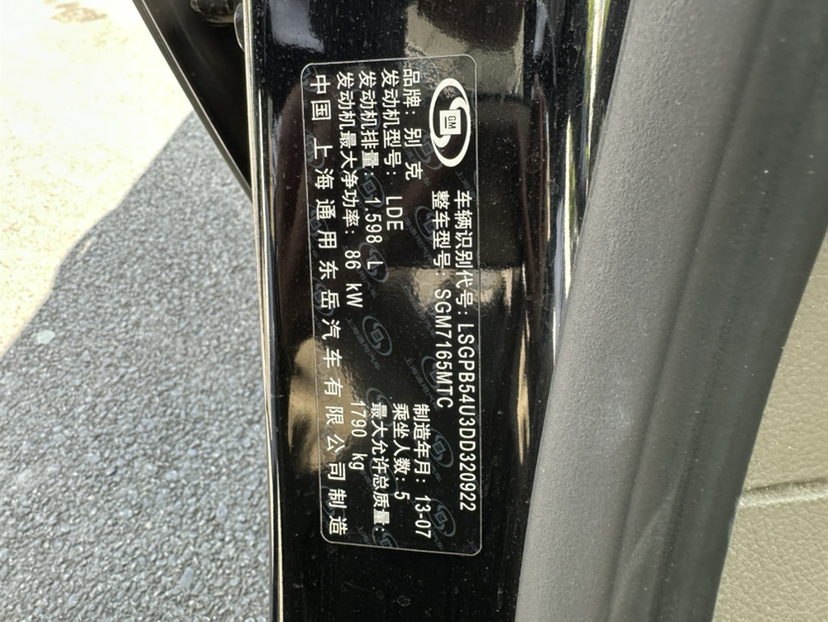 GM
车辆识别代号: LSGPB54U3DD320922
整车型号: SGM7165MTC
品牌: 别克
制造年月: 13-07
发动机型号: LDE
乘坐人数: 5
发动机排量: 1.598 L
最大允许总质量:
1790 kg
发动机最大净功率: 86 kW
中国 上海通用东岳汽车有限公司制造